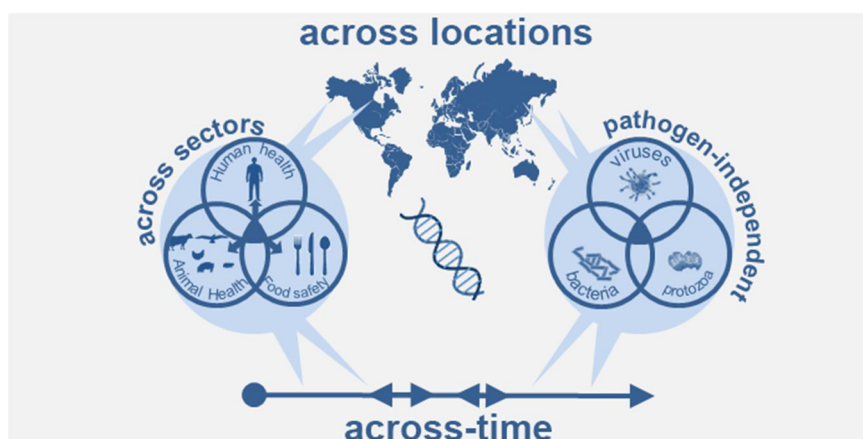 across locations
across sectors
Human health
Animal Health
Food safety
pathogen-independent
viruses
bacteria
protozoa
across-time